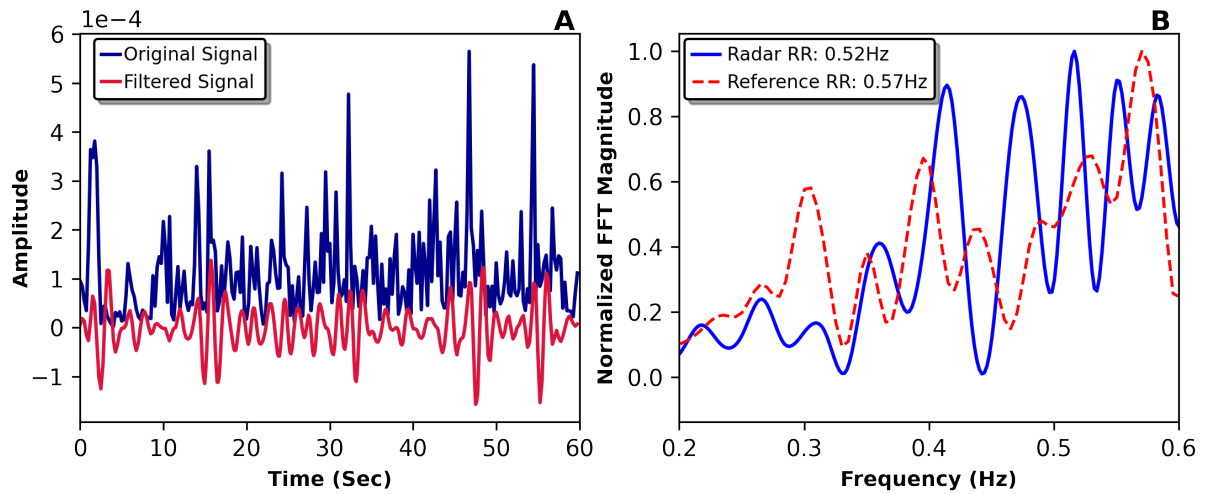 1e−4
A
6
5
4
3
2
1
0
−1
Original Signal
Filtered Signal
Amplitude
0 10 20 30 40 50 60
Time (Sec)
B
1.0
0.8
0.6
0.4
0.2
0.0
Radar RR: 0.52Hz
Reference RR: 0.57Hz
Normalized FFT Magnitude
0.2 0.3 0.4 0.5 0.6
Frequency (Hz)